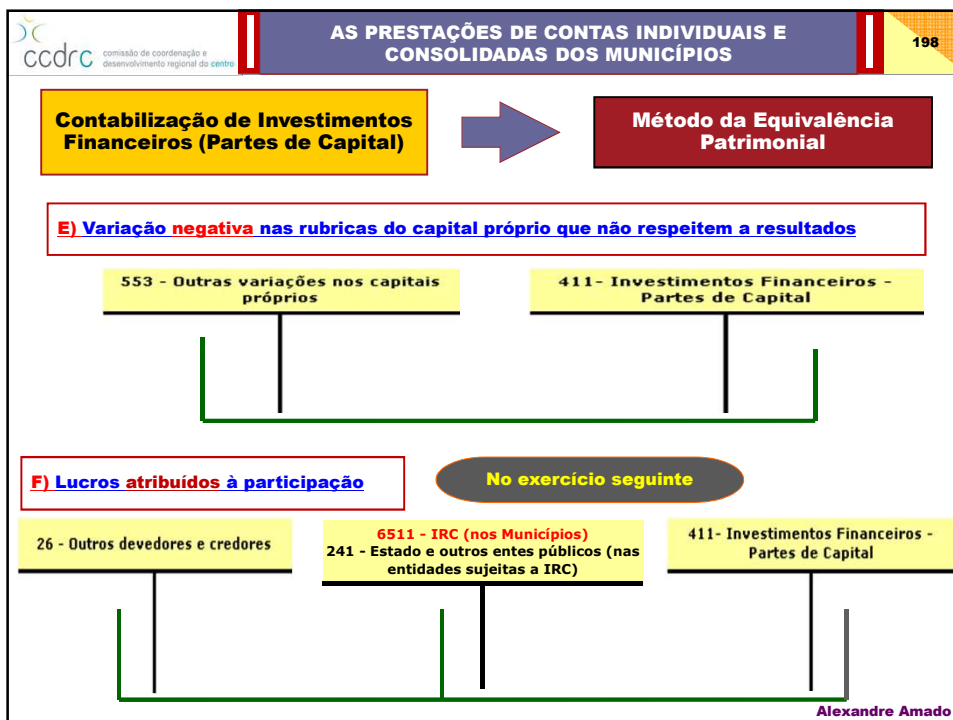 ccdrc
comissão de coordenação e
desenvolvimento regional do centro
AS PRESTAÇÕES DE CONTAS INDIVIDUAIS E
CONSOLIDADAS DOS MUNICÍPIOS
198
Contabilização de Investimentos
Financeiros (Partes de Capital)
Método da Equivalência
Patrimonial
E) Variação negativa nas rubricas do capital próprio que não respeitem a resultados
553 - Outras variações nos capitais
próprios
411- Investimentos Financeiros -
Partes de Capital
F) Lucros atribuídos à participação
No exercício seguinte
26 - Outros devedores e credores
6511 - IRC (nos Municípios)
241 - Estado e outros entes públicos (nas
entidades sujeitas a IRC)
411- Investimentos Financeiros -
Partes de Capital
Alexandre Amado